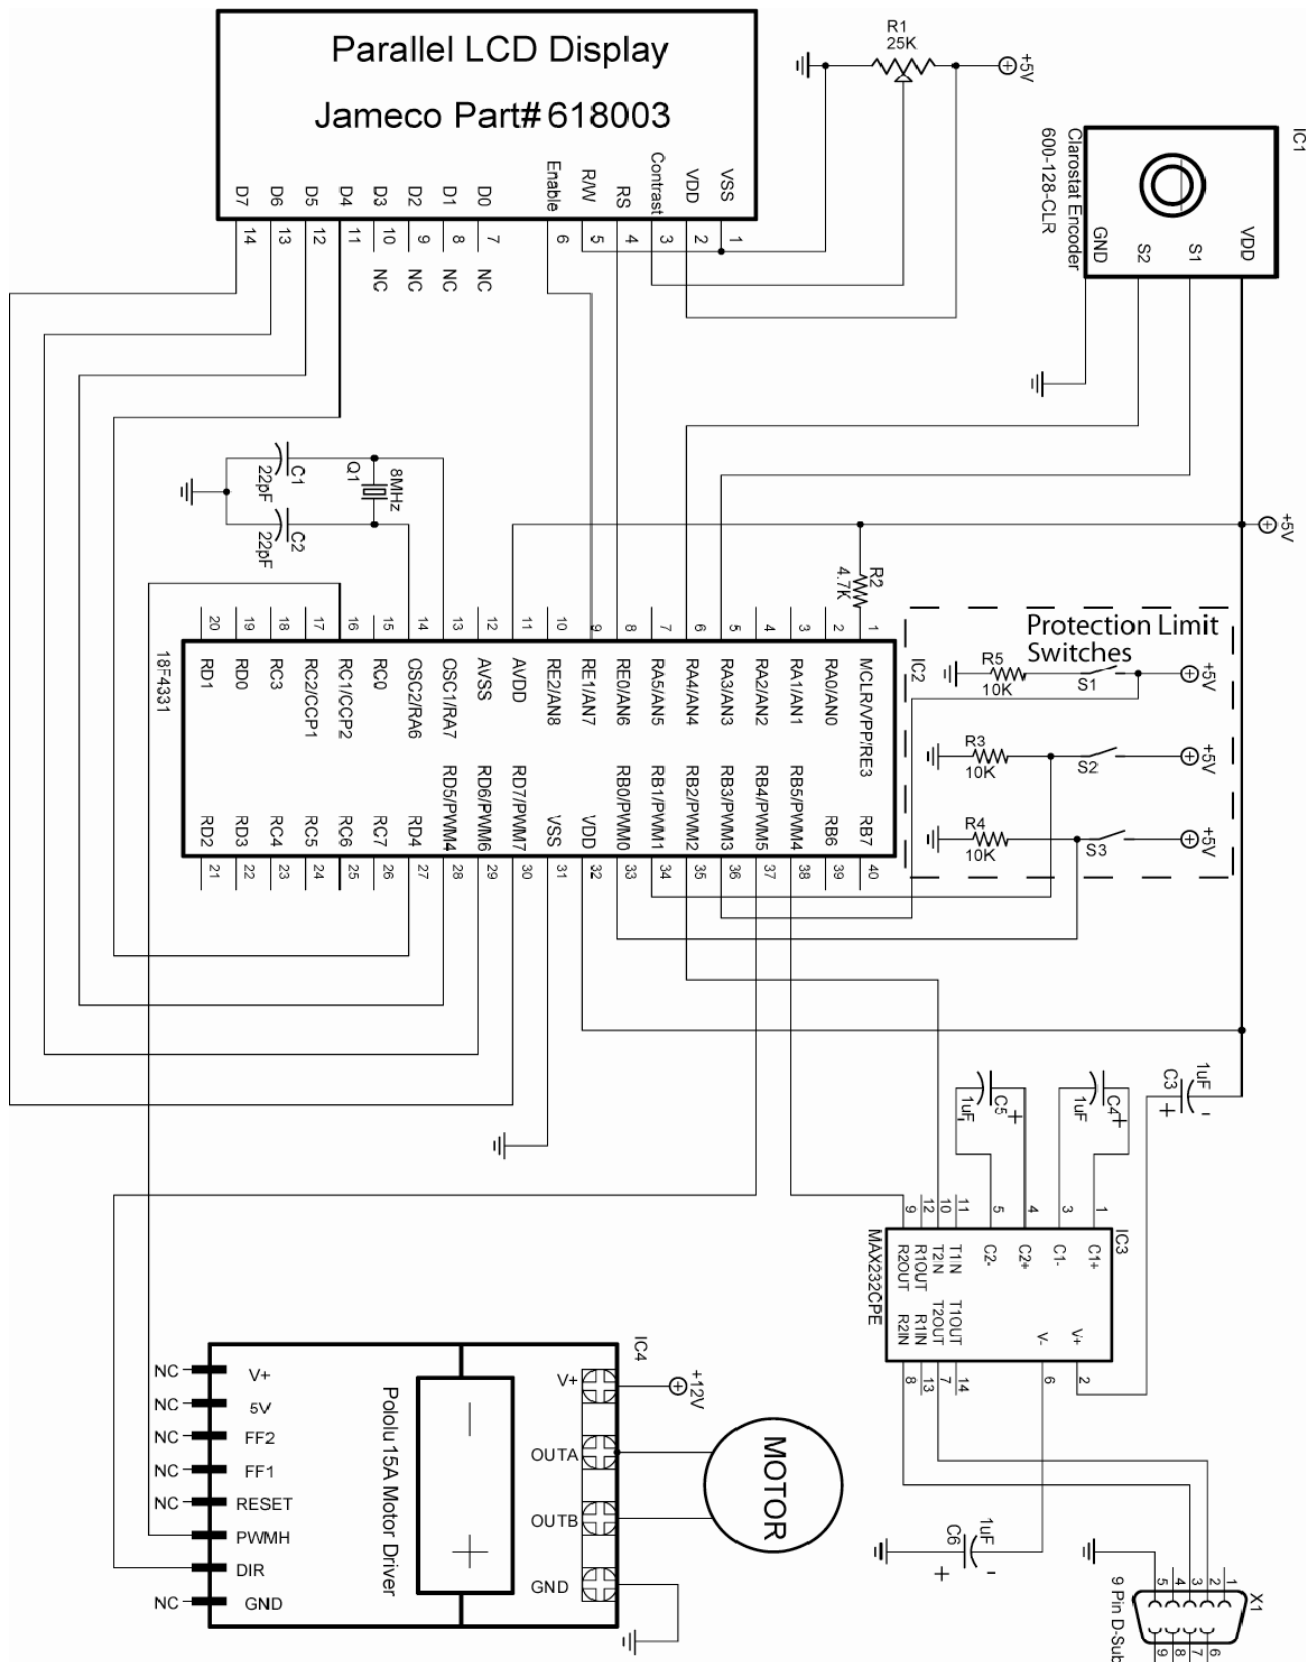 Parallel LCD Display
Jameco Part# 618003
D7
D6
D5
D4
D3
D2
D1
D0
Enable
R/W
RS
Contrast
VDD
VSS
14
13
12
11
10
9
8
7
6
5
4
3
2
1
NC
NC
NC
NC
R1
25K
+5V
IC1
Clarostat Encoder
600-128-CLR
GND
S2
S1
VDD
C1
22pF
C2
22pF
Q1
8MHz
+5V
R2
4.7K
20
19
18
17
16
15
14
13
12
11
10
9
8
7
6
5
4
3
2
1
18F4331
IC2
RD1
RD0
RC3
RC2/CCP1
RC1/CCP2
RC0
OSC2/RA6
OSC1/RA7
AVSS
AVDD
RE2/AN8
RE1/AN7
RE0/AN6
RA5/AN5
RA4/AN4
RA3/AN3
RA2/AN2
RA1/AN1
RA0/AN0
MCLR/VPP/RE3
RD2
RD3
RC4
RC5
RC6
RC7
RD4
RD5/PWM4
RD6/PWM6
RD7/PWM7
VSS
VDD
RB0/PWM0
RB1/PWM1
RB2/PWM2
RB3/PWM3
RB4/PWM5
RB5/PWM4
RB6
RB7
21
22
23
24
25
26
27
28
29
30
31
32
33
34
35
36
37
38
39
40
Protection Limit
Switches
R5
10K
S1
+5V
R3
10K
S2
+5V
R4
10K
S3
+5V
C5
1uF
+
C4
1uF
+
C3
1uF
+
-
IC3
MAX232CPE
9
12
10
11
5
4
3
1
R2OUT
R1OUT
T2IN
T1IN
C2-
C2+
C1-
C1+
R2IN
R1IN
T2OUT
T1OUT
V-
V+
8
13
7
14
6
2
IC4
Pololu 15A Motor Driver
NC
V+
NC
5V
NC
FF2
NC
FF1
NC
RESET
PWMH
DIR
NC
GND
-
+
V+
OUTA
OUTB
GND
+12V
MOTOR
C6
1uF
+
-
X1
9 Pin D-Sub
5
4
3
2
1
9
8
7
6